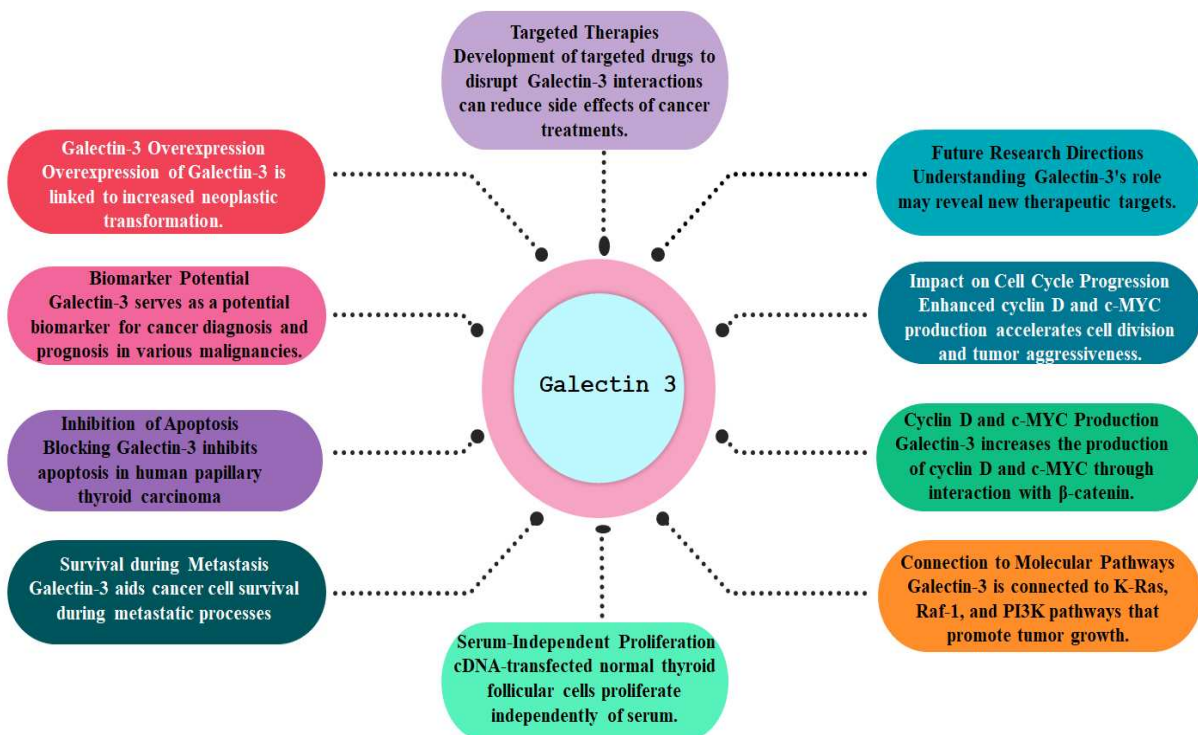 Targeted Therapies
Development of targeted drugs to
disrupt Galectin-3 interactions
can reduce side effects of cancer
treatments.
Galectin-3 Overexpression
Overexpression of Galectin-3 is
linked to increased neoplastic
transformation.
Future Research Directions
Understanding Galectin-3's role
may reveal new therapeutic targets.
Biomarker Potential
Galectin-3 serves as a potential
biomarker for cancer diagnosis and
prognosis in various malignancies.
Impact on Cell Cycle Progression
Enhanced cyclin D and c-MYC
production accelerates cell division
and tumor aggressiveness.
Galectin 3
Inhibition of Apoptosis
Blocking Galectin-3 inhibits
apoptosis in human papillary
thyroid carcinoma
Cyclin D and c-MYC Production
Galectin-3 increases the production
of cyclin D and c-MYC through
interaction with β-catenin.
Survival during Metastasis
Galectin-3 aids cancer cell survival
during metastatic processes
Connection to Molecular Pathways
Galectin-3 is connected to K-Ras,
Raf-1, and PI3K pathways that
promote tumor growth.
Serum-Independent Proliferation
cDNA-transfected normal thyroid
follicular cells proliferate
independently of serum.